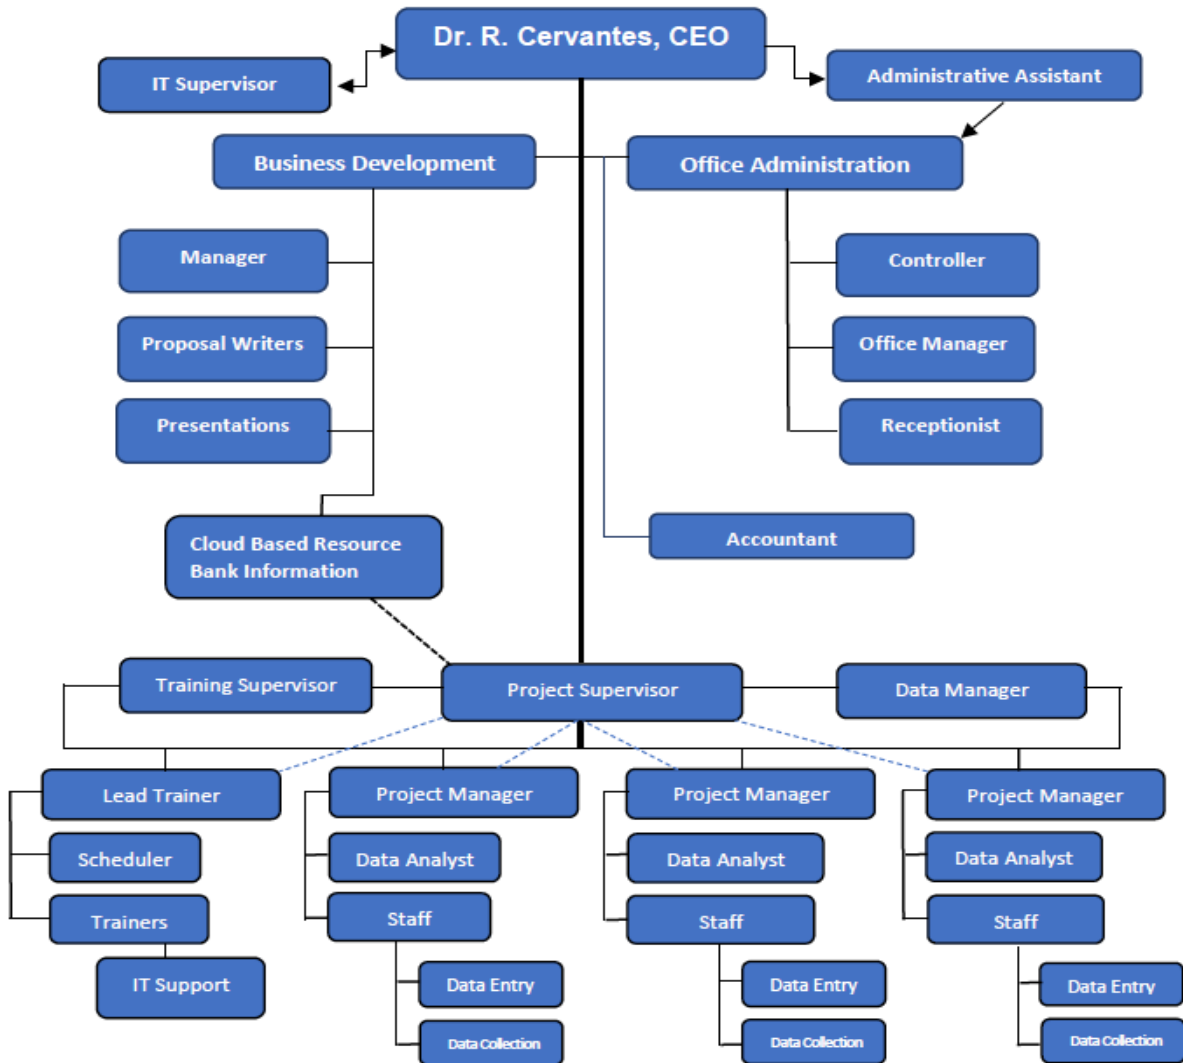 Dr. R. Cervantes, CEO
IT Supervisor
Administrative Assistant
Business Development
Office Administration
Manager
Controller
Proposal Writers
Office Manager
Presentations
Receptionist
Cloud Based Resource
Bank Information
Accountant
Training Supervisor
Project Supervisor
Data Manager
Lead Trainer
Project Manager
Project Manager
Project Manager
Scheduler
Data Analyst
Data Analyst
Data Analyst
Trainers
Staff
Staff
Staff
IT Support
Data Entry
Data Entry
Data Entry
Data Collection
Data Collection
Data Collection